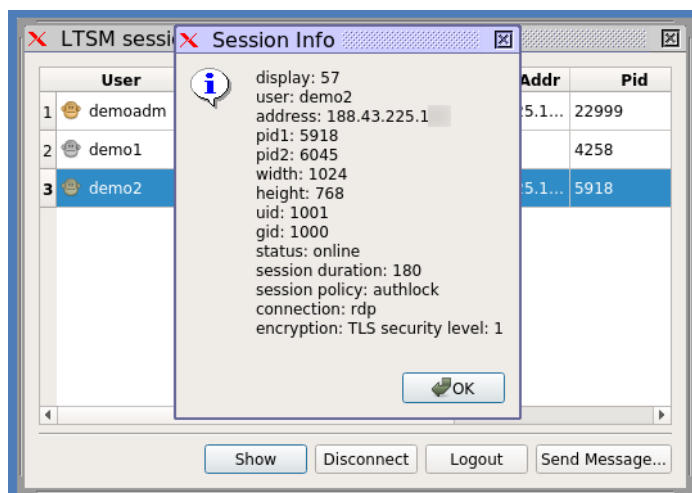 LTSM sessi
Session Info
User
Addr
Pid
1 demoadm 5.1... 22999
2 demo1 4258
3 demo2 25.1... 5918
display: 57
user: demo2
address: 188.43.225.1
pid1: 5918
pid2: 6045
width: 1024
height: 768
uid: 1001
gid: 1000
status: online
session duration: 180
session policy: authlock
connection: rdp
encryption: TLS security level: 1
OK
Show
Disconnect
Logout
Send Message...